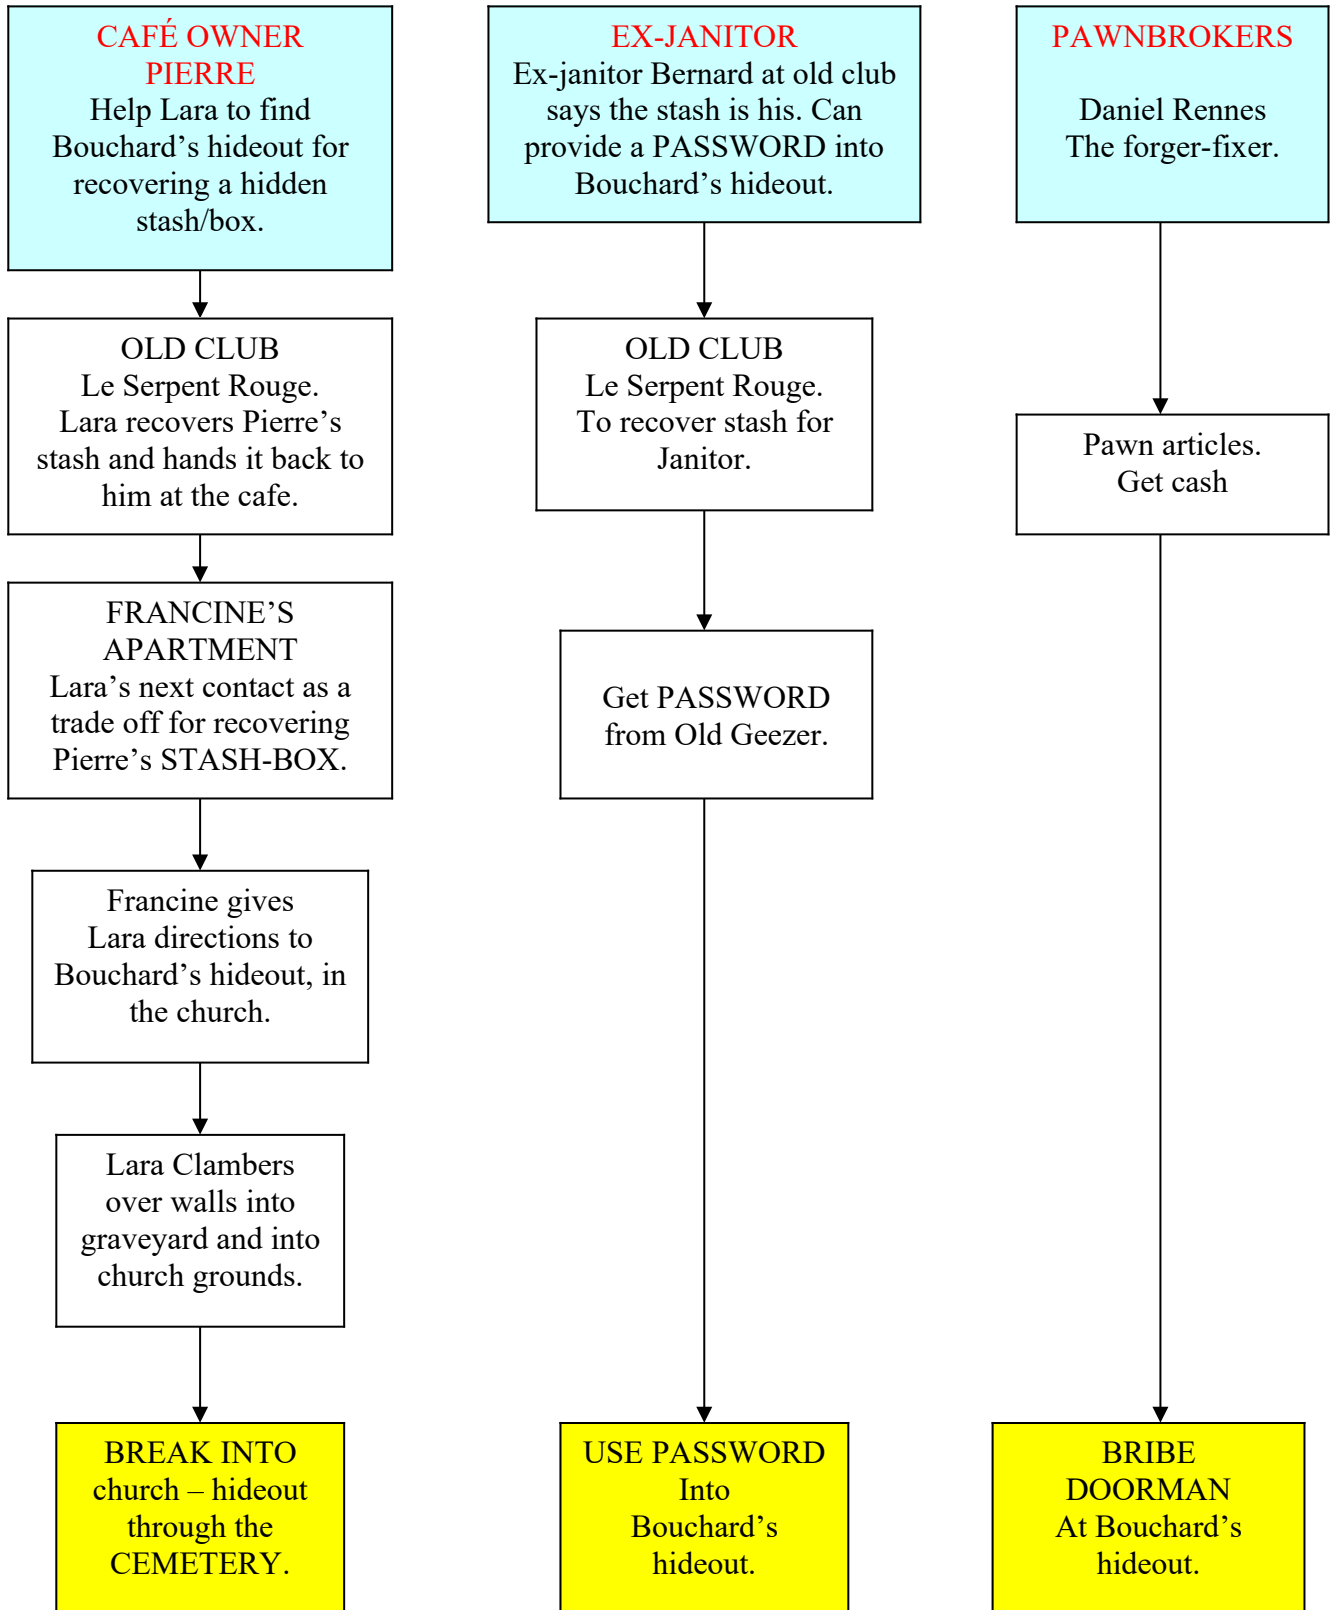 CAFÉ OWNER
PIERRE
Help Lara to find
Bouchard’s hideout for
recovering a hidden
stash/box.
OLD CLUB
Le Serpent Rouge.
Lara recovers Pierre’s
stash and hands it back to
him at the cafe.
FRANCINE’S
APARTMENT
Lara’s next contact as a
trade off for recovering
Pierre’s STASH-BOX.
Francine gives
Lara directions to
Bouchard’s hideout, in
the church.
Lara Clambers
over walls into
graveyard and into
church grounds.
BREAK INTO
church – hideout
through the
CEMETERY.
EX-JANITOR
Ex-janitor Bernard at old club
says the stash is his. Can
provide a PASSWORD into
Bouchard’s hideout.
OLD CLUB
Le Serpent Rouge.
To recover stash for
Janitor.
Get PASSWORD
from Old Geezer.
USE PASSWORD
Into
Bouchard’s
hideout.
PAWNBROKERS
Daniel Rennes
The forger-fixer.
Pawn articles.
Get cash
BRIBE
DOORMAN
At Bouchard’s
hideout.